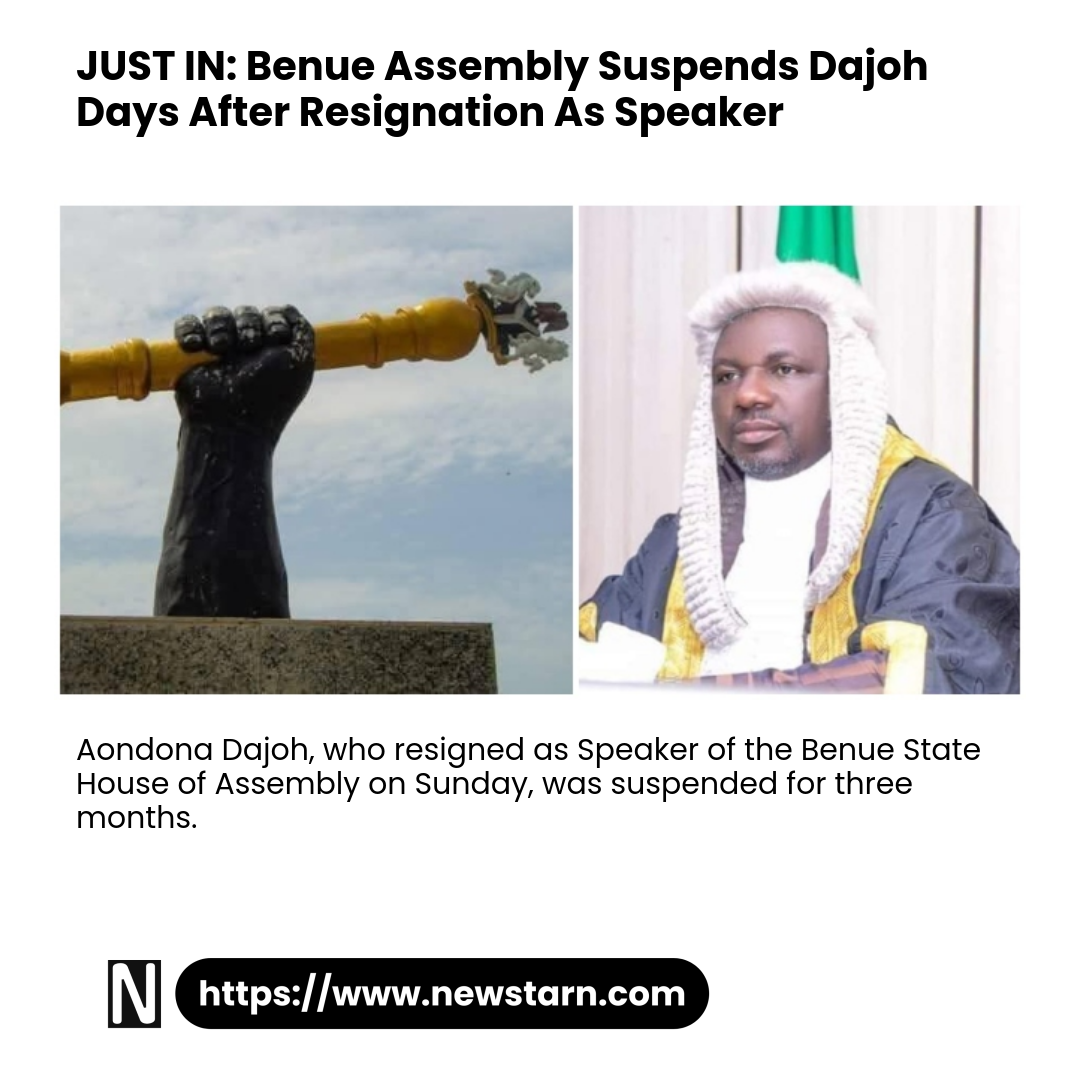 JUST IN: Benue Assembly Suspends Dajoh
Days After Resignation As Speaker
Aondona Dajoh, who resigned as Speaker of the Benue State
House of Assembly on Sunday, was suspended for three
months.
N
https://www.newstarn.com